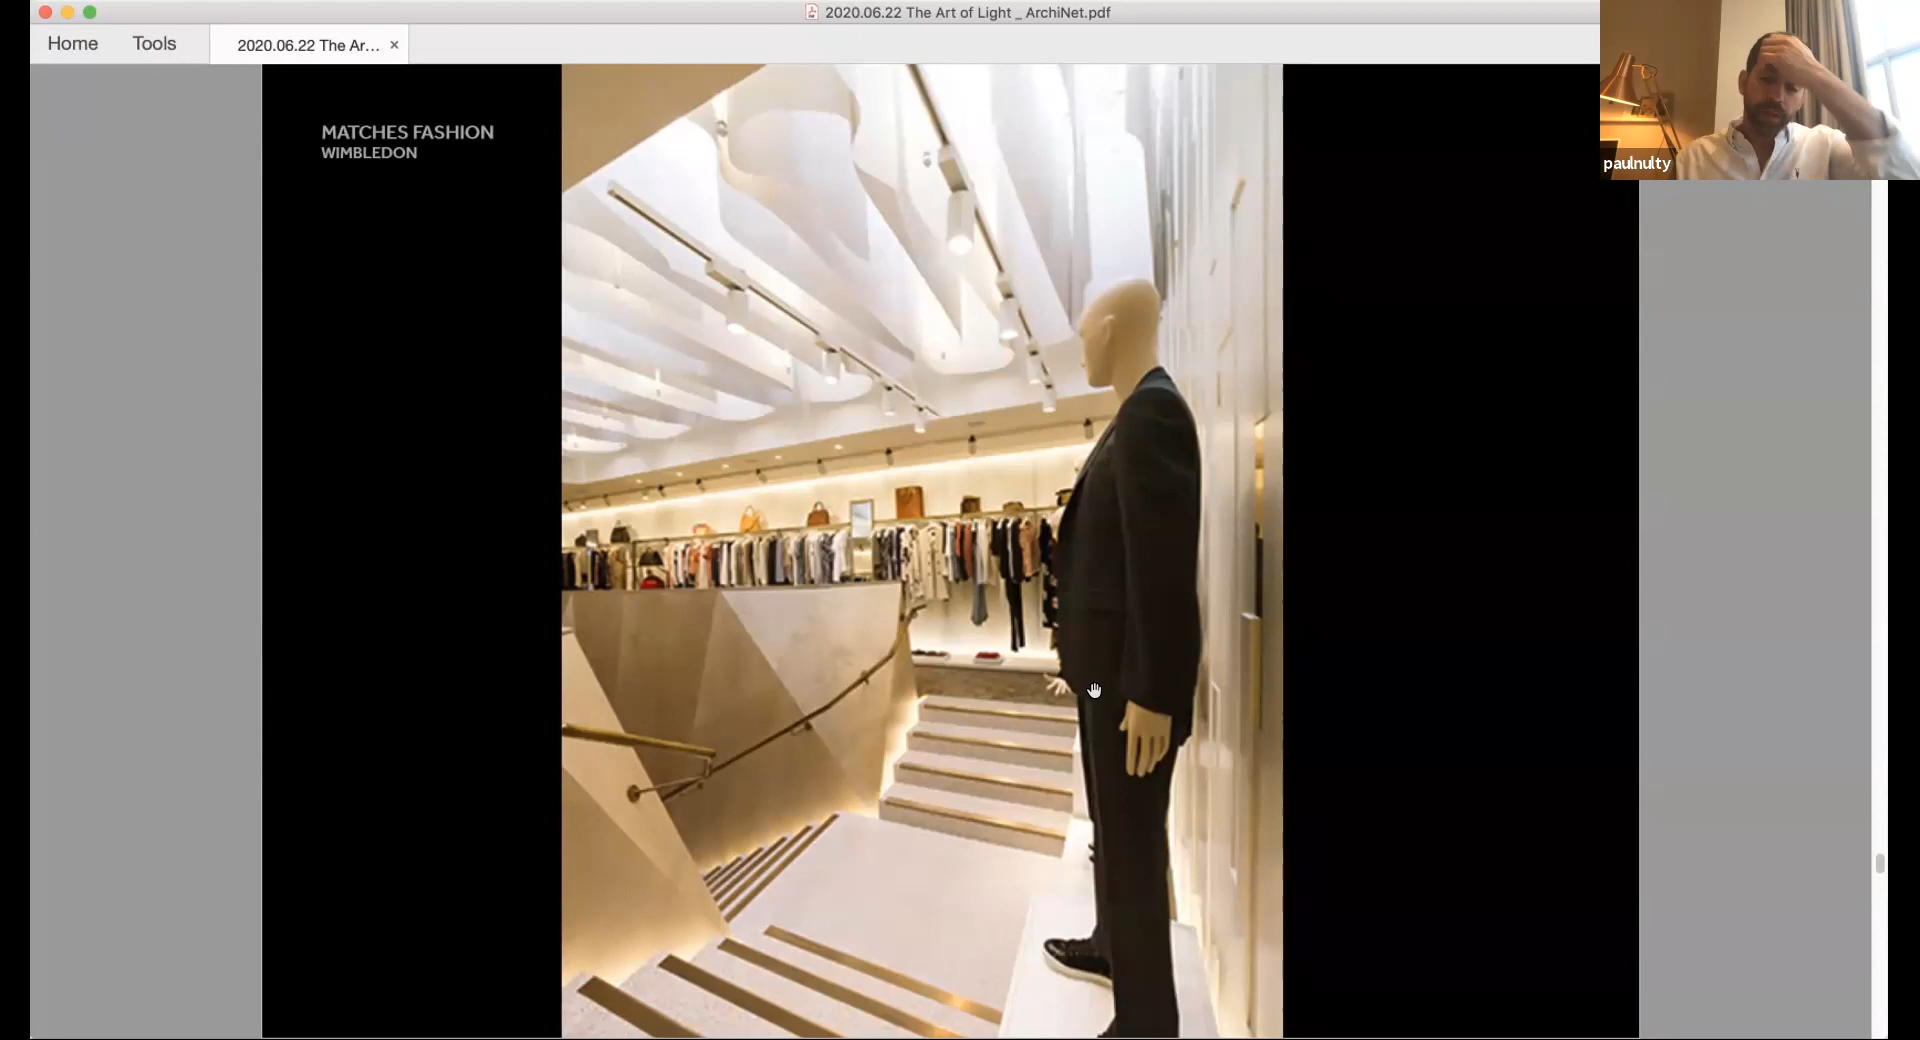 2020.06.22 The Art of Light _ ArchiNet.pdf
Home
Tools
2020.06.22 The Ar... ×
MATCHES FASHION
WIMBLEDON
paulnulty